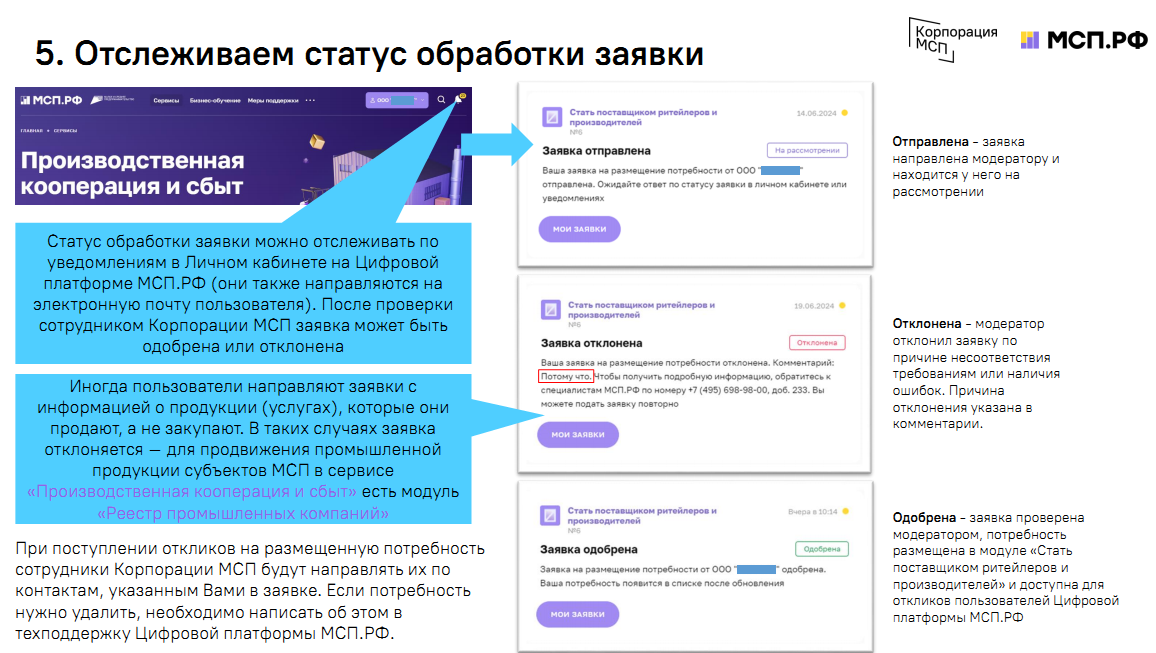 5. Отслеживаем статус обработки заявки
Корпорация
МСП
МСП.РФ
МСП.РФ
Сервисы
Бизнес-обучение
Меры поддержки
ООО "
ГЛАВНАЯ • СЕРВИСЫ
Производственная
кооперация и сбыт
Статус обработки заявки можно отслеживать по
уведомлениям в Личном кабинете на Цифровой
платформе МСП.РФ (они также направляются на
электронную почту пользователя). После проверки
сотрудником Корпорации МСП заявка может быть
одобрена или отклонена
Иногда пользователи направляют заявки с
информацией о продукции (услугах), которые они
продают, а не закупают. В таких случаях заявка
отклоняется – для продвижения промышленной
продукции субъектов МСП в сервисе
«Производственная кооперация и сбыт» есть модуль
«Реестр промышленных компаний»
При поступлении откликов на размещенную потребность
сотрудники Корпорации МСП будут направлять их по
контактам, указанным Вами в заявке. Если потребность
нужно удалить, необходимо написать об этом в
техподдержку Цифровой платформы МСП.РФ.
Стать поставщиком ритейлеров и
производителей
14.06.2024
№6
Заявка отправлена
На рассмотрении
Ваша заявка на размещение потребности от ООО " "
отправлена. Ожидайте ответ по статусу заявки в личном кабинете или
уведомлениях
МОИ ЗАЯВКИ
Стать поставщиком ритейлеров и
производителей
19.06.2024
№6
Заявка отклонена
Отклонена
Ваша заявка на размещение потребности отклонена. Комментарий:
Потому что. Чтобы получить подробную информацию, обратитесь к
специалистам МСП.РФ по номеру +7 (495) 698-98-00, доб. 233. Вы
можете подать заявку повторно
МОИ ЗАЯВКИ
Стать поставщиком ритейлеров и
производителей
Вчера в 10:14
№6
Заявка одобрена
Одобрена
Заявка на размещение потребности от ООО " " одобрена.
Ваша потребность появится в списке после обновления
МОИ ЗАЯВКИ
Отправлена - заявка
направлена модератору и
находится у него на
рассмотрении
Отклонена - модератор
отклонил заявку по
причине несоответствия
требованиям или наличия
ошибок. Причина
отклонения указана в
комментарии.
Одобрена - заявка проверена
модератором, потребность
размещена в модуле «Стать
поставщиком ритейлеров и
производителей» и доступна для
откликов пользователей Цифровой
платформы МСП.РФ